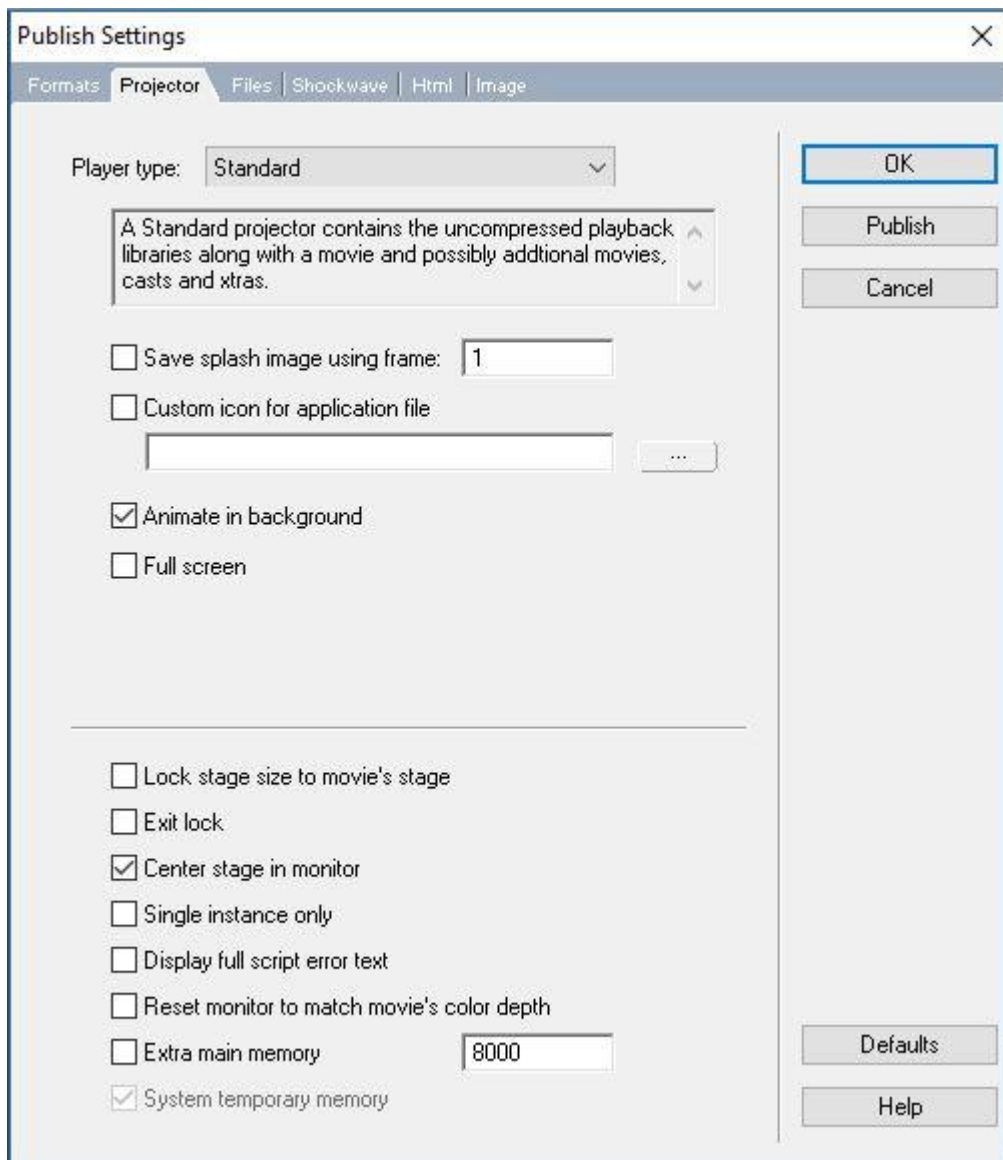 Publish Settings
Formats Projector Files Shockwave Html Image
Player type: Standard
OK
A Standard projector contains the uncompressed playback
libraries along with a movie and possibly addtional movies,
casts and xtras.
Publish
Cancel
Save splash image using frame: 1
Custom icon for application file
...
Animate in background
Full screen
Lock stage size to movie's stage
Exit lock
Center stage in monitor
Single instance only
Display full script error text
Reset monitor to match movie's color depth
Extra main memory 8000
Defaults
System temporary memory
Help